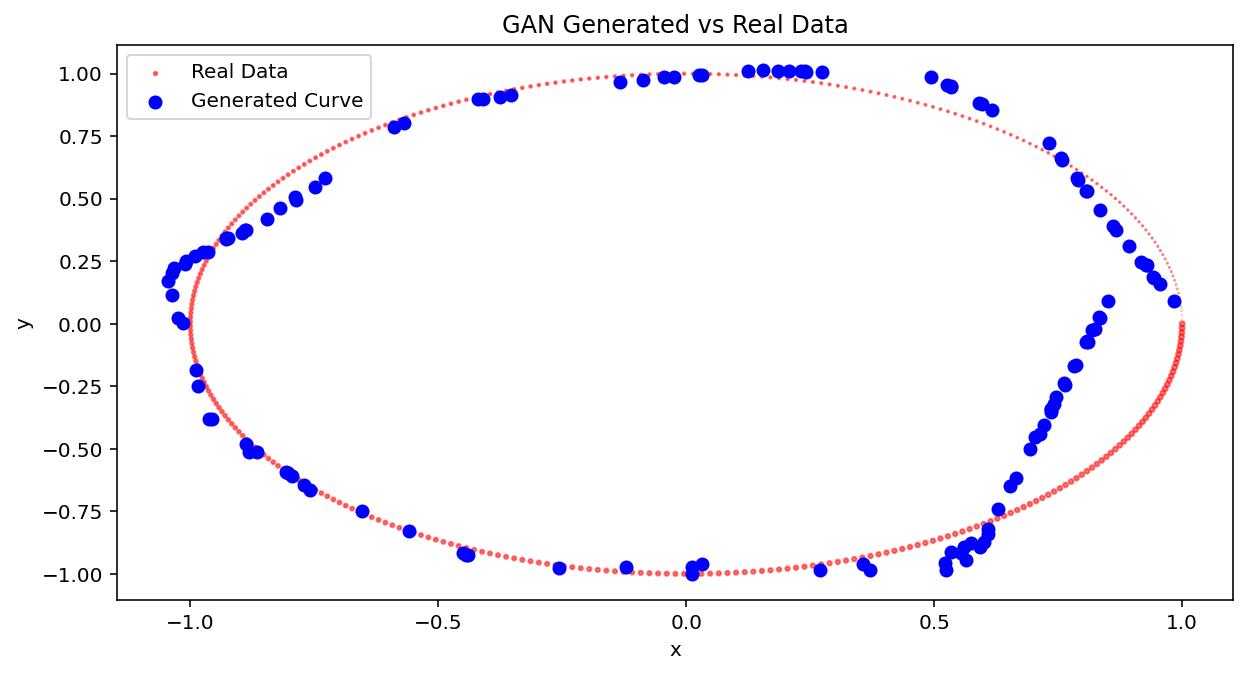 GAN Generated vs Real Data
Real Data
Generated Curve
1.00
0.75
0.50
0.25
0.00
−0.25
−0.50
−0.75
−1.00
y
−1.0 −0.5 0.0 0.5 1.0
x